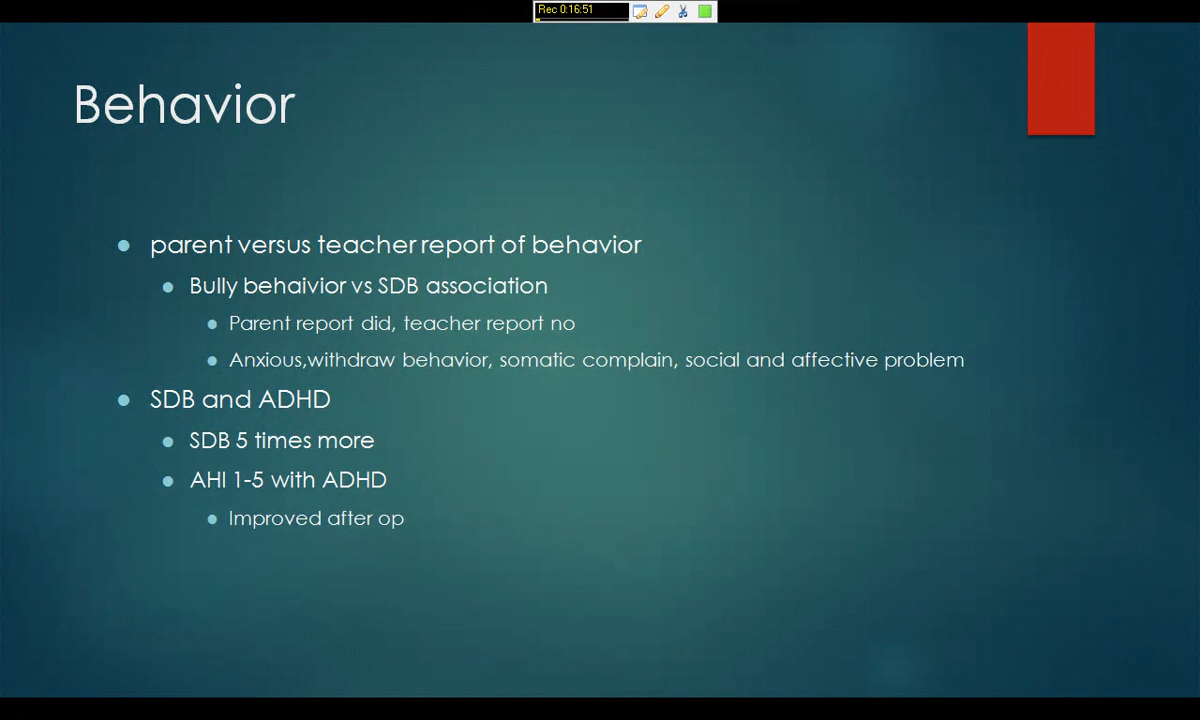 Rec 0:16:51
Behavior
parent versus teacher report of behavior
Bully behaivior vs SDB association
Parent report did, teacher report no
Anxious,withdraw behavior, somatic complain, social and affective problem
SDB and ADHD
SDB 5 times more
AHI 1-5 with ADHD
Improved after op